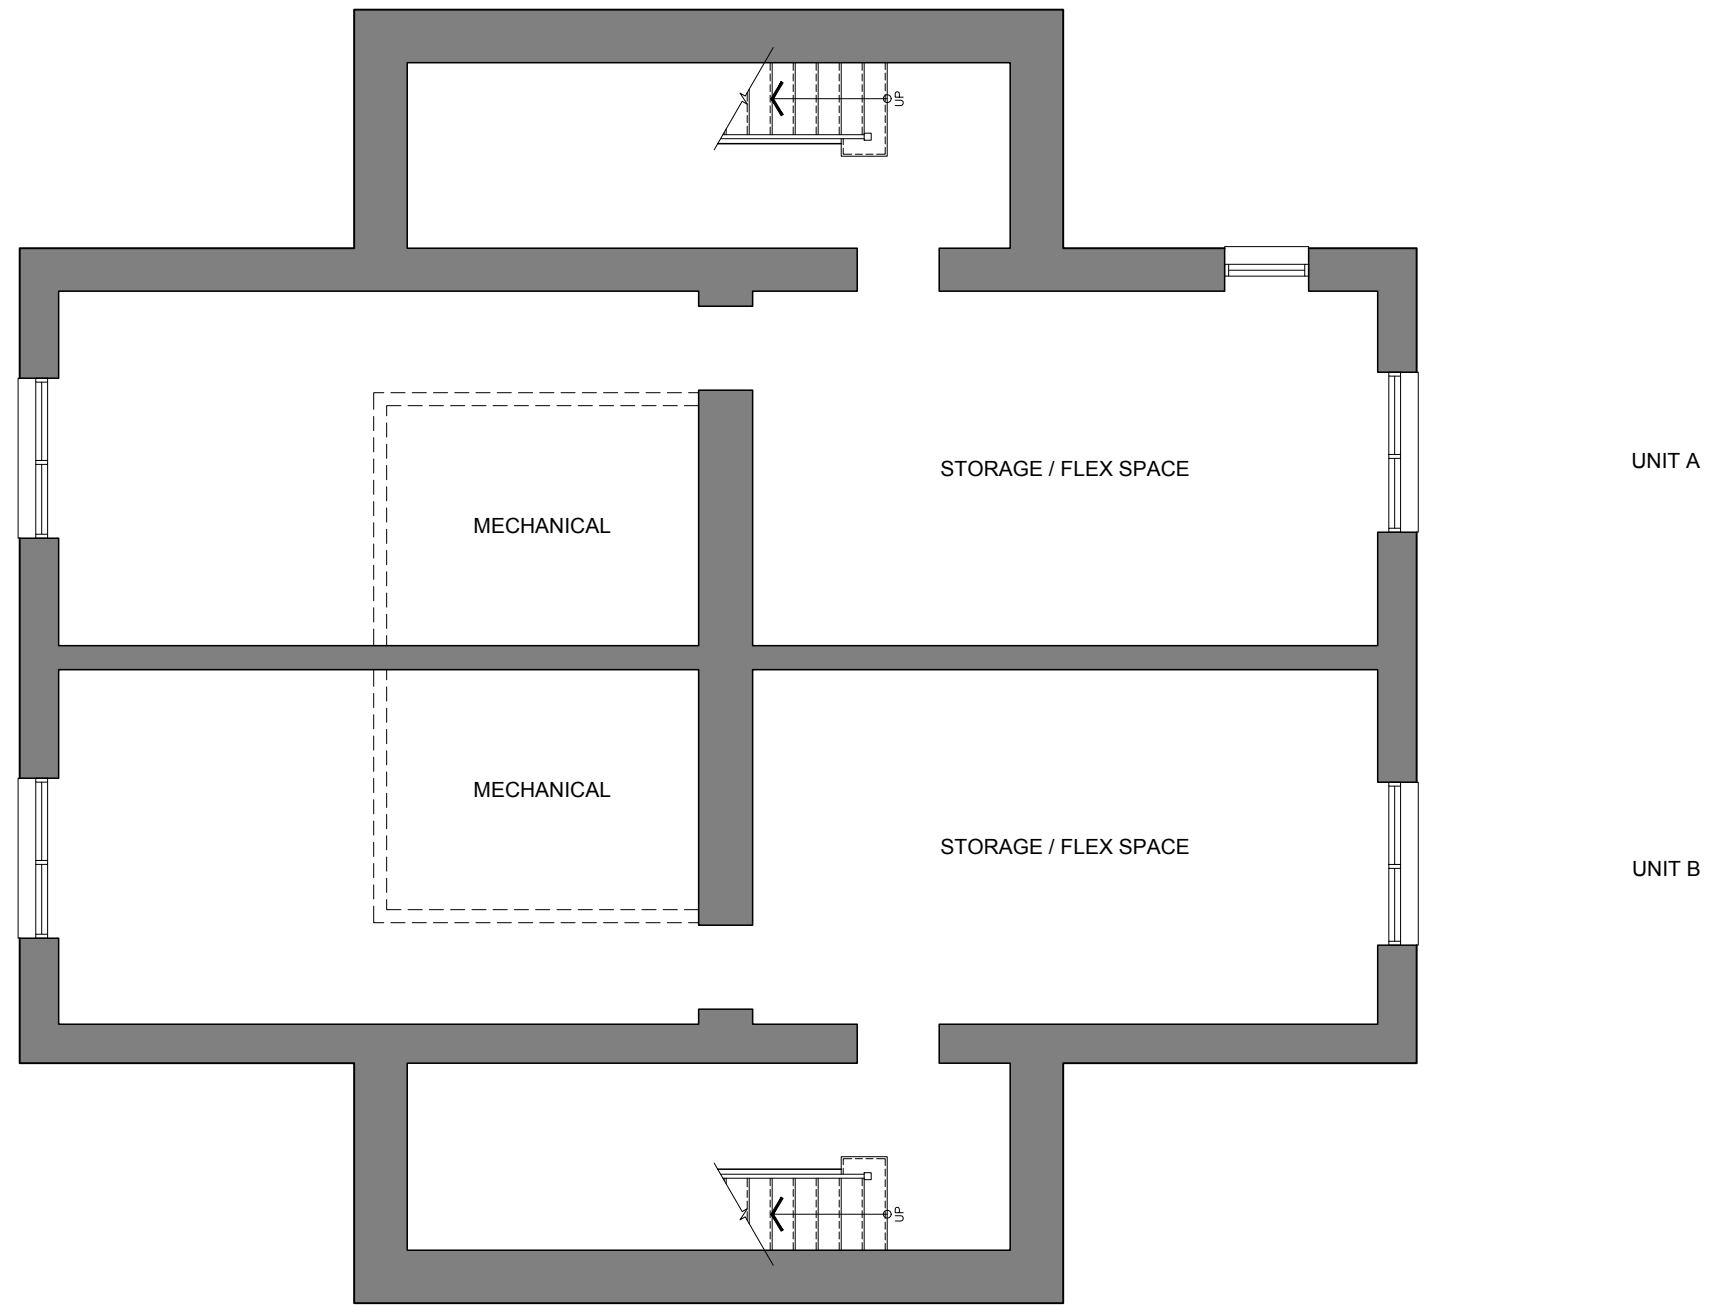 UP
STORAGE / FLEX SPACE
UNIT A
MECHANICAL
MECHANICAL
STORAGE / FLEX SPACE
UNIT B
UP